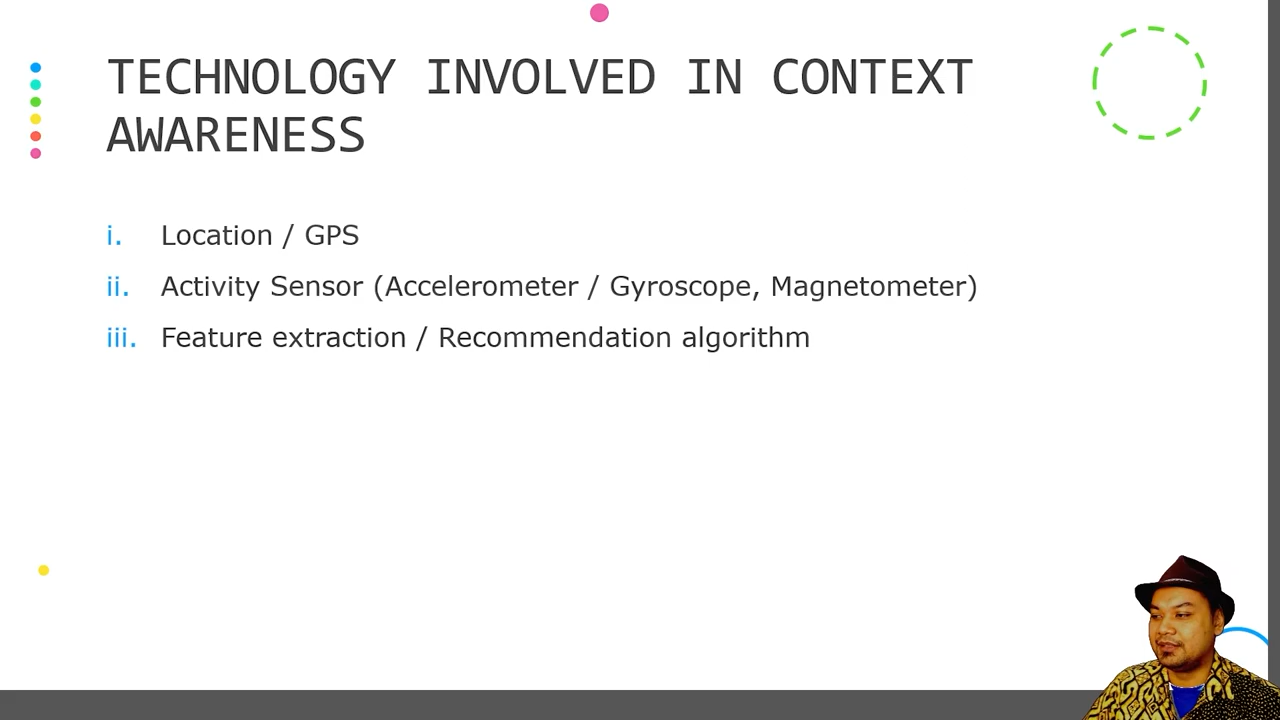 TECHNOLOGY INVOLVED IN CONTEXT
AWARENESS
i. Location / GPS
ii. Activity Sensor (Accelerometer / Gyroscope, Magnetometer)
iii. Feature extraction / Recommendation algorithm